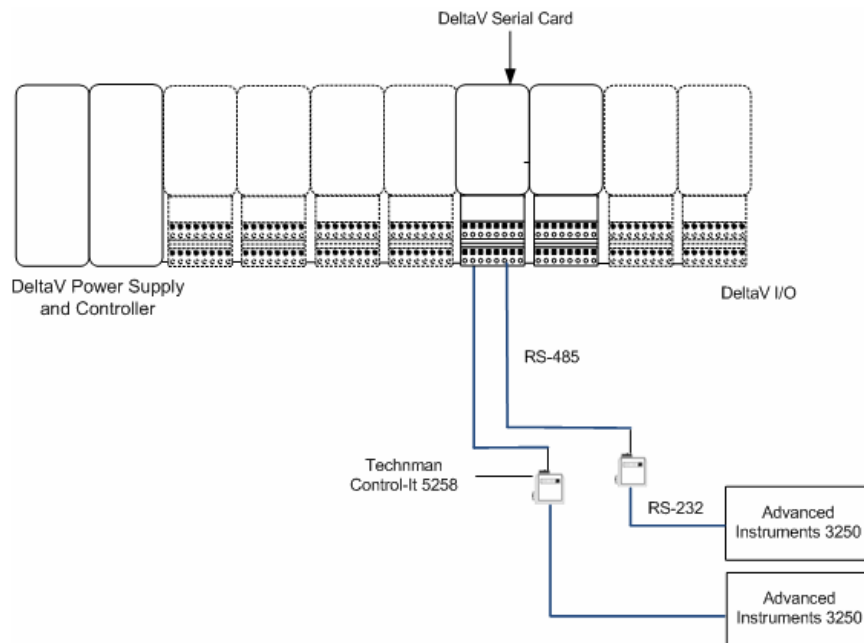 DeltaV Serial Card
DeltaV Power Supply
and Controller
DeltaV I/O
RS-485
Technman
Control-It 5258
RS-232
Advanced
Instruments 3250
Advanced
Instruments 3250